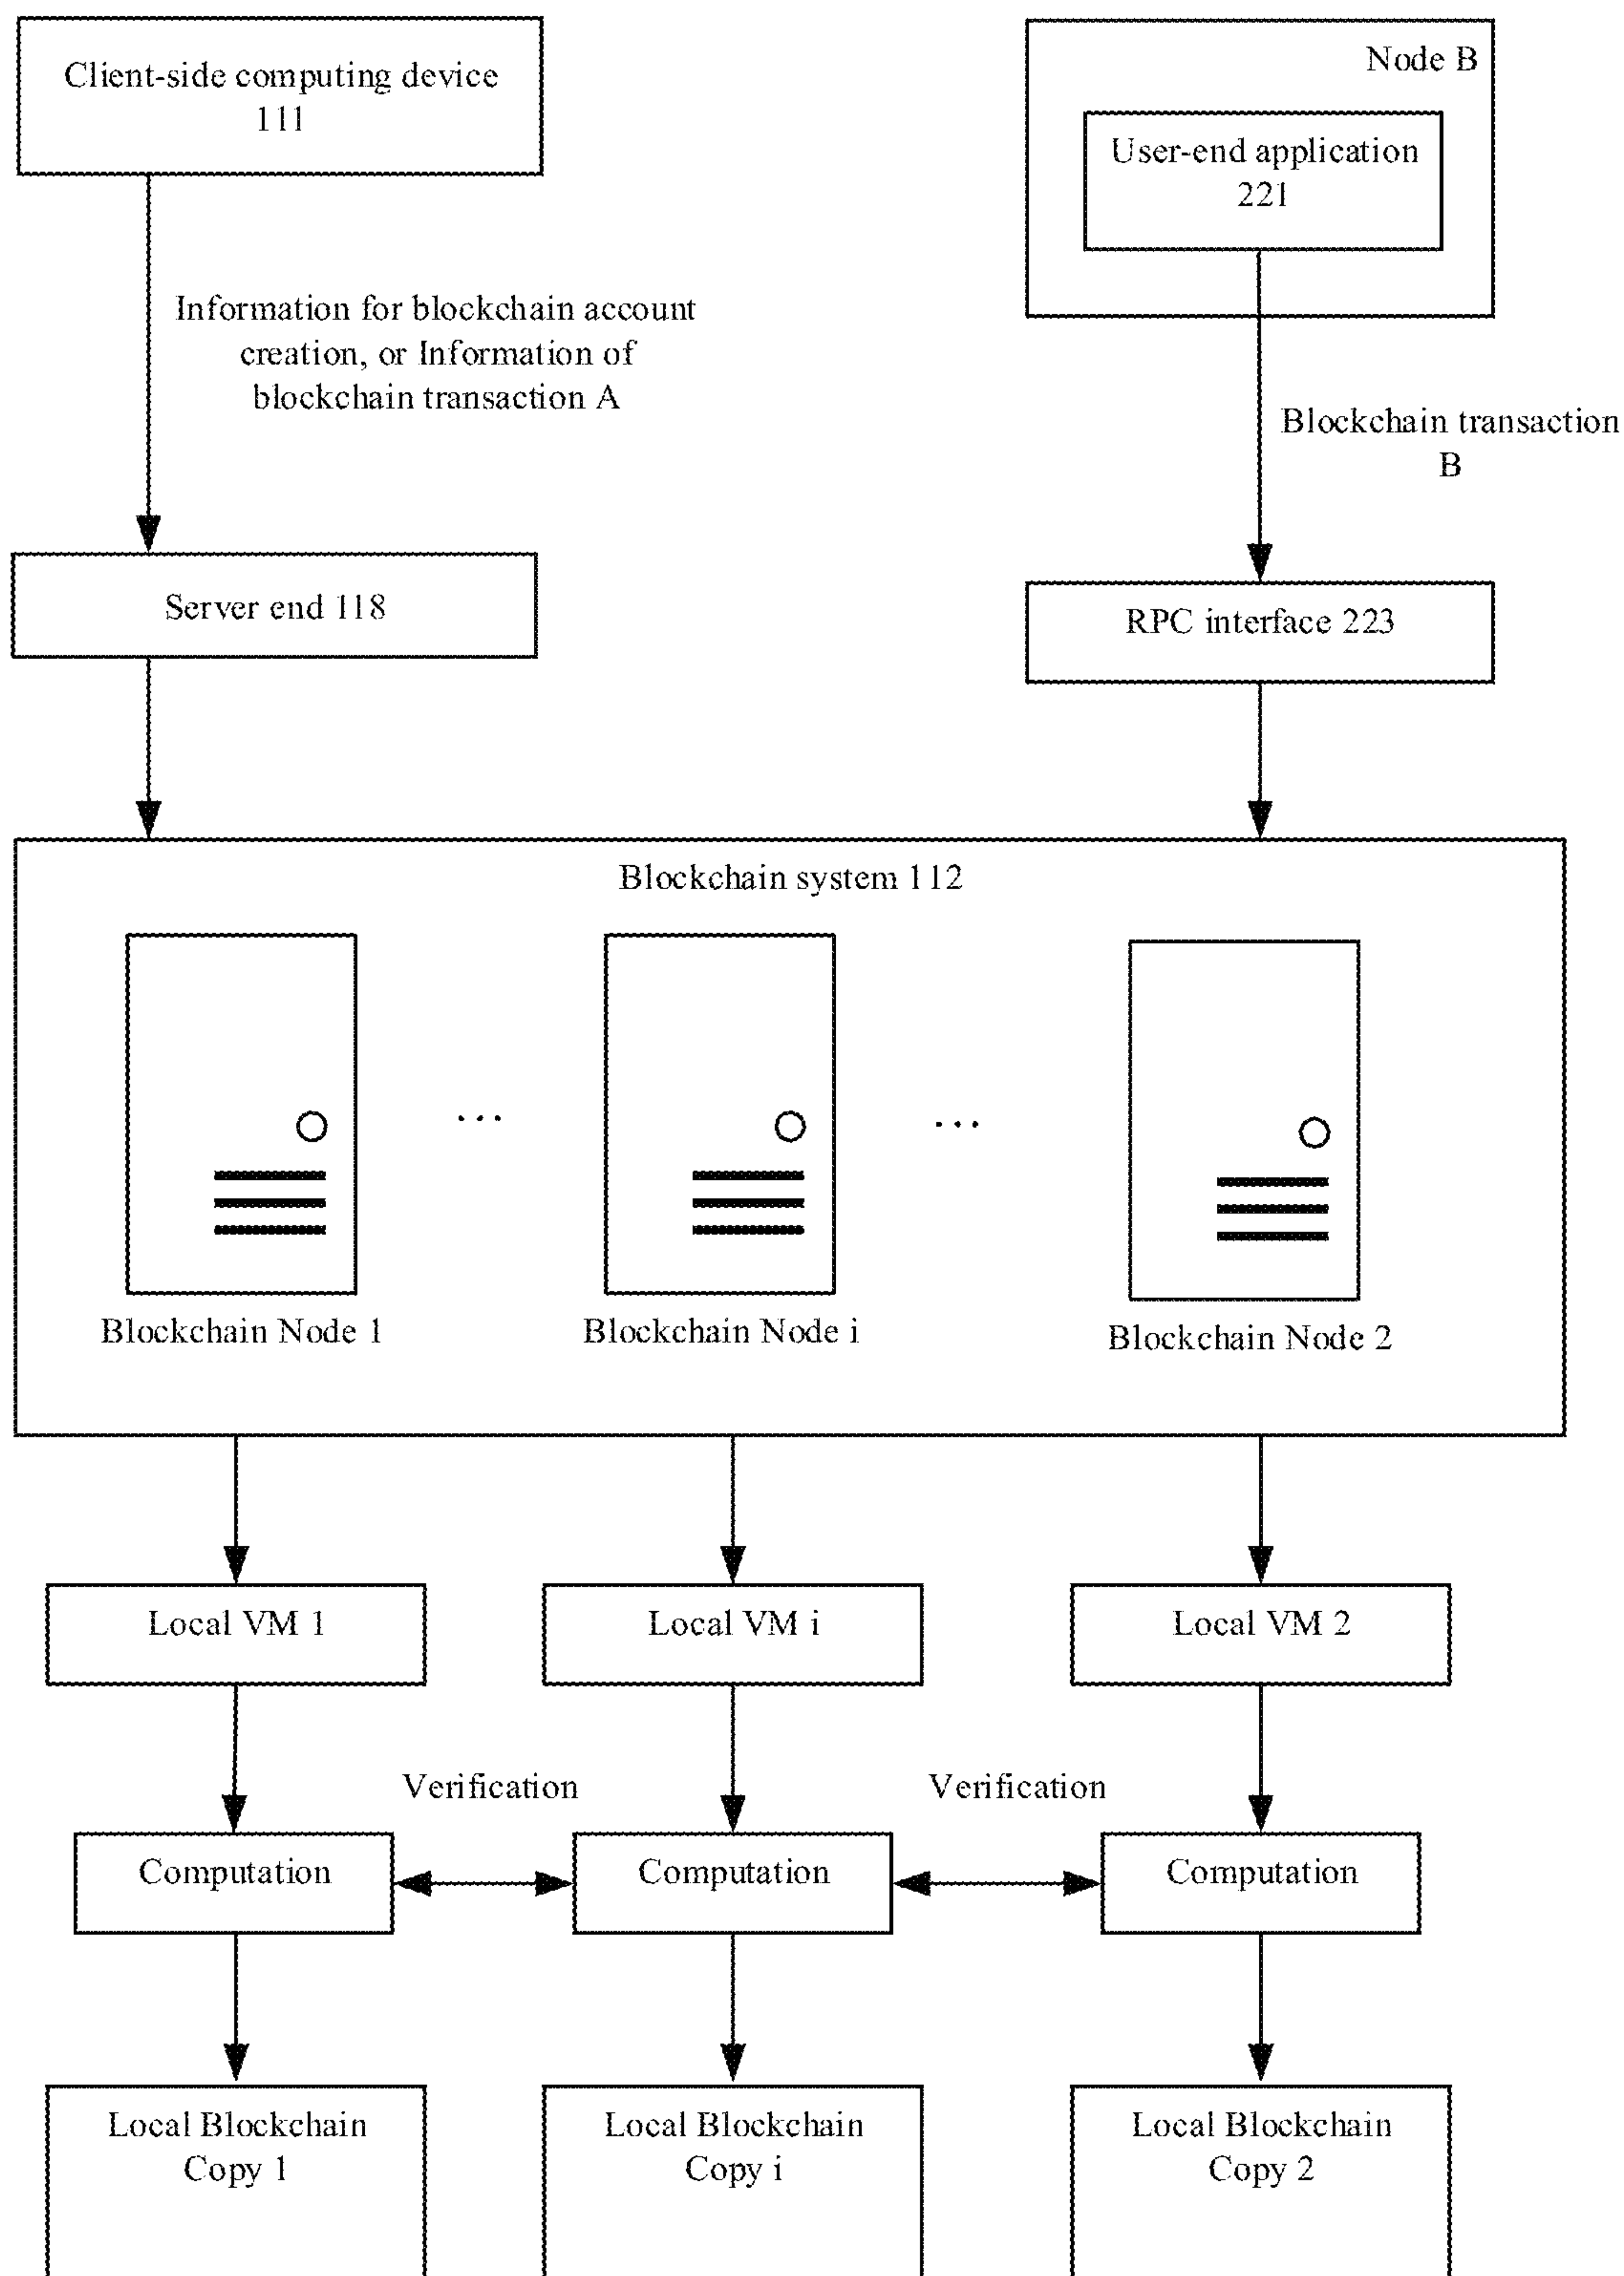 Client-side computing device
111
Node B
User-end application
221
Information for blockchain account
creation, or Information of
blockchain transaction A
Blockchain transaction
B
Server end 118
RPC interface 223
Blockchain system 112
...
...
Blockchain Node 1
Blockchain Node i
Blockchain Node 2
Local VM 1
Local VM i
Local VM 2
Verification
Verification
Computation
Computation
Computation
Local Blockchain
Copy 1
Local Blockchain
Copy i
Local Blockchain
Copy 2